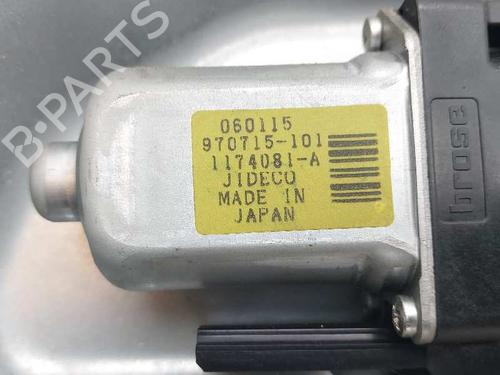 B-PARTS
060115
970715-101
1174081-A
JIDECO
MADE IN
JAPAN
brose